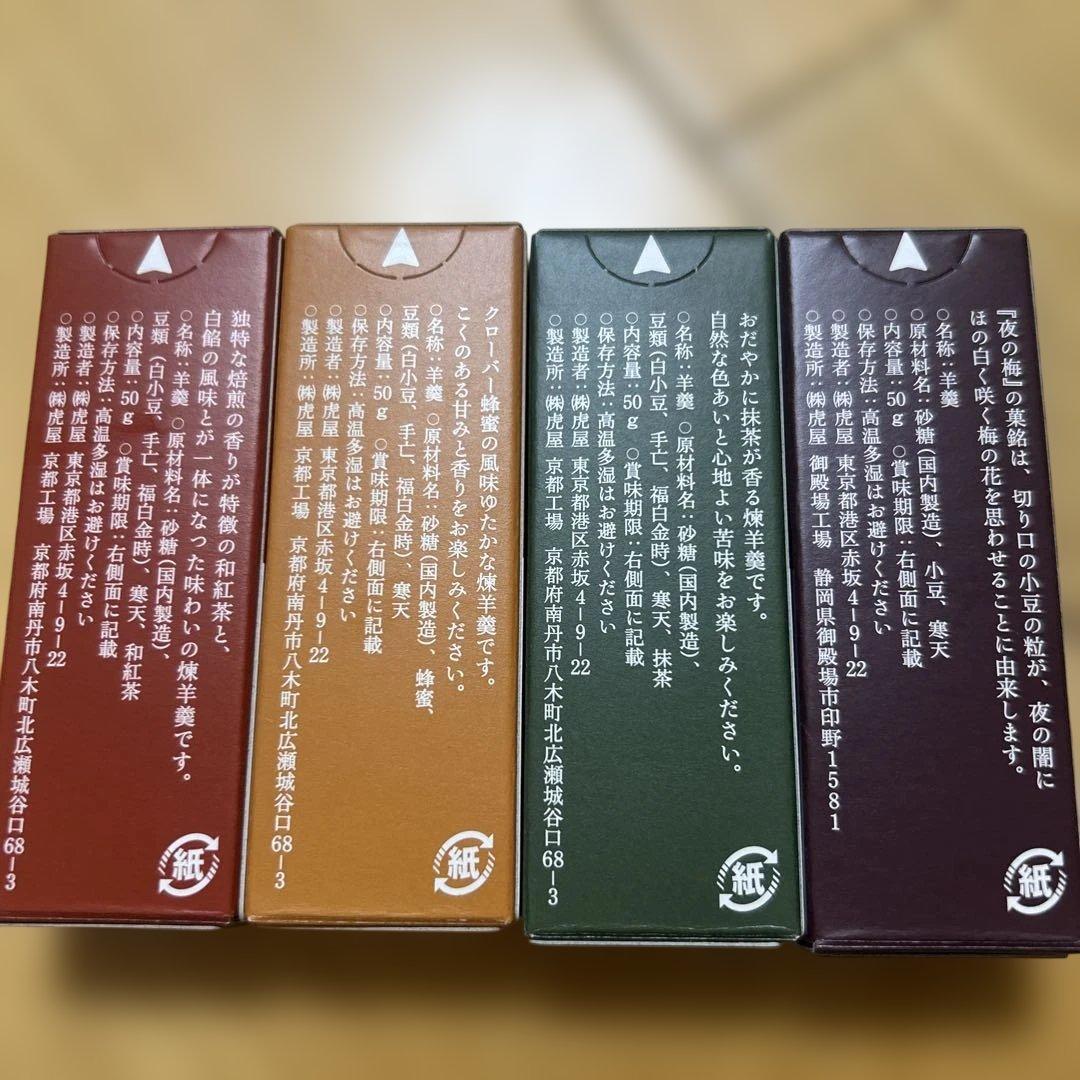 独特な焙煎の香りが特徴の和紅茶と、
白餡の風味とが一体になった味わいの煉羊羹です。
○名称：羊羹 ○原材料名：砂糖（国内製造）、
豆類（白小豆、手亡、福白金時）、寒天、和紅茶
○内容量：50g ○賞味期限：右側面に記載
○保存方法：高温多湿はお避けください
○製造者：㈱虎屋 東京都港区赤坂4-9-22
○製造所：㈱虎屋 京都工場 京都府南丹市八木町北広瀬城谷口68-3
紙
クローバー蜂蜜の風味ゆたかな煉羊羹です。
こくのある甘みと香りをお楽しみください。
○名称：羊羹 ○原材料名：砂糖（国内製造）、蜂蜜、
豆類（白小豆、手亡、福白金時）、寒天
○内容量：50g ○賞味期限：右側面に記載
○保存方法：高温多湿はお避けください
○製造者：㈱虎屋 東京都港区赤坂4-9-22
○製造所：㈱虎屋 京都工場 京都府南丹市八木町北広瀬城谷口68-3
紙
おだやかに抹茶が香る煉羊羹です。
自然な色あいと心地よい苦味をお楽しみください。
○名称：羊羹 ○原材料名：砂糖（国内製造）、
豆類（白小豆、手亡、福白金時）、寒天、抹茶
○内容量：50g ○賞味期限：右側面に記載
○保存方法：高温多湿はお避けください
○製造者：㈱虎屋 東京都港区赤坂4-9-22
○製造所：㈱虎屋 京都工場 京都府南丹市八木町北広瀬城谷口68-3
紙
『夜の梅』の菓銘は、切り口の小豆の粒が、夜の闇に
ほの白く咲く梅の花を思わせることに由来します。
○名称：羊羹
○原材料名：砂糖（国内製造）、小豆、寒天
○内容量：50g ○賞味期限：右側面に記載
○保存方法：高温多湿はお避けください
○製造者：㈱虎屋 東京都港区赤坂4-9-22
○製造所：㈱虎屋 御殿場工場 静岡県御殿場市印野1581
紙